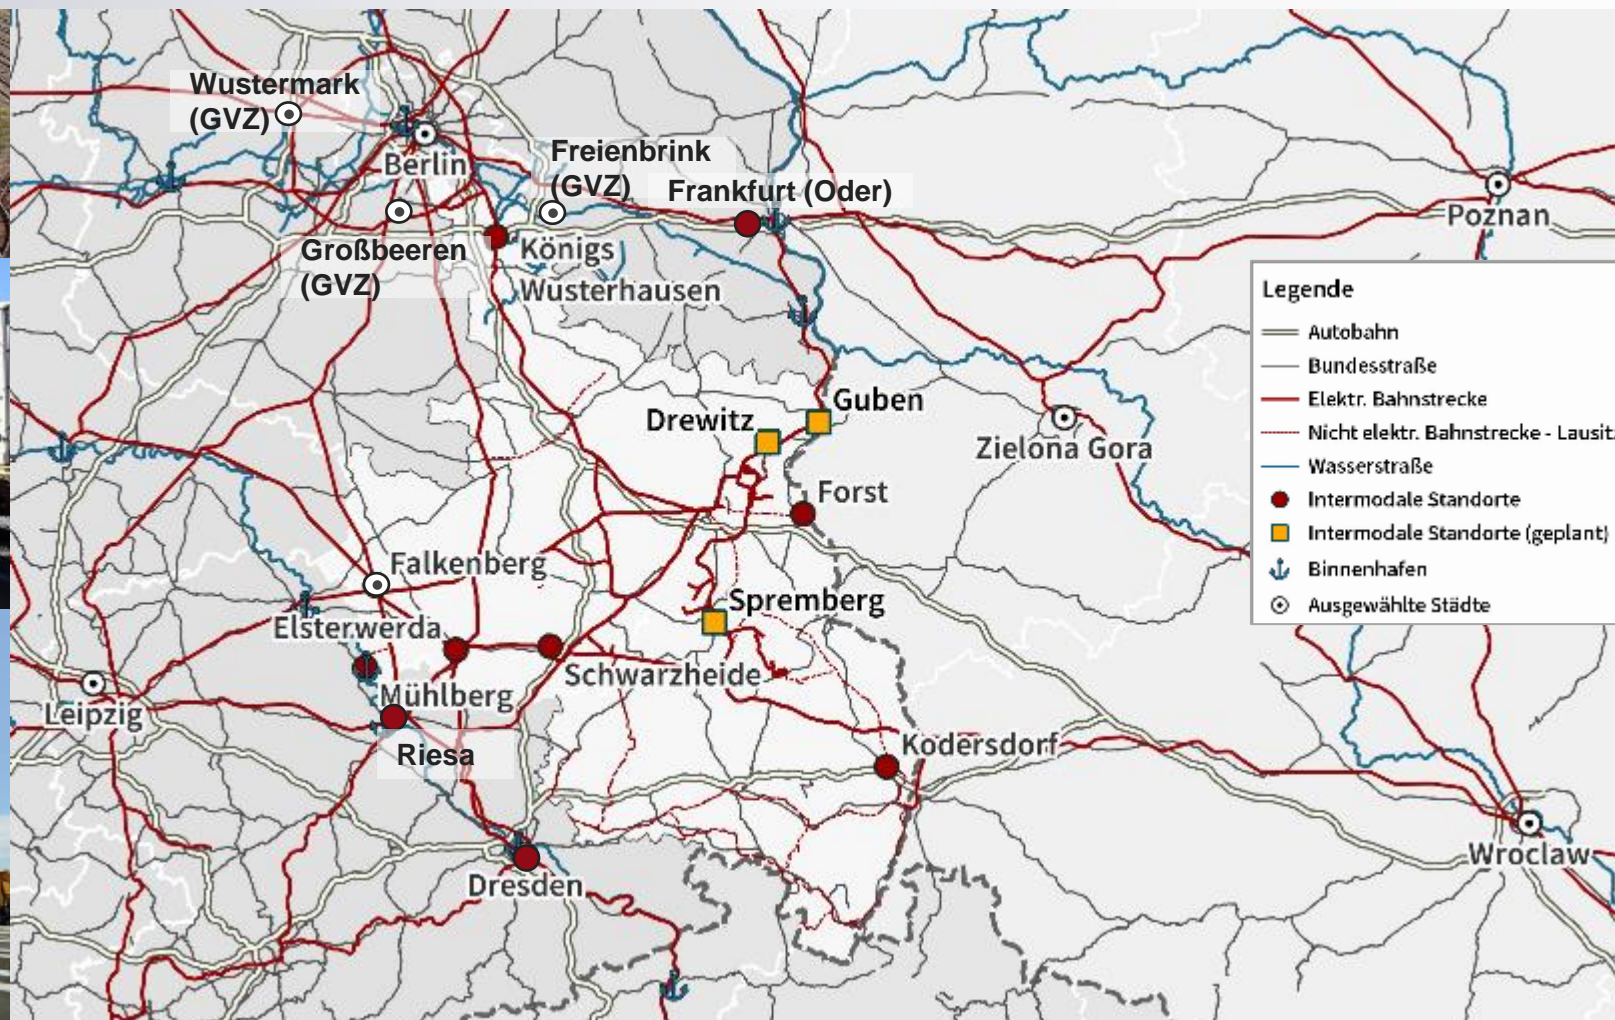 Wustermark
(GVZ)
Berlin
Freienbrink
(GVZ)
Frankfurt (Oder)
Poznan
Großbeeren
(GVZ)
Königs
Wusterhausen
Legende
Autobahn
Bundesstraße
Elektr. Bahnstrecke
Nicht elektr. Bahnstrecke - Lausitz
Wasserstraße
Intermodale Standorte
Intermodale Standorte (geplant)
Binnenhafen
Ausgewählte Städte
Guben
Drewitz
Zielona Gora
Forst
Falkenberg
Spremberg
Elsterwerda
Schwarzheide
Mühlberg
Leipzig
Riesa
Kodersdorf
Dresden
Wroclaw